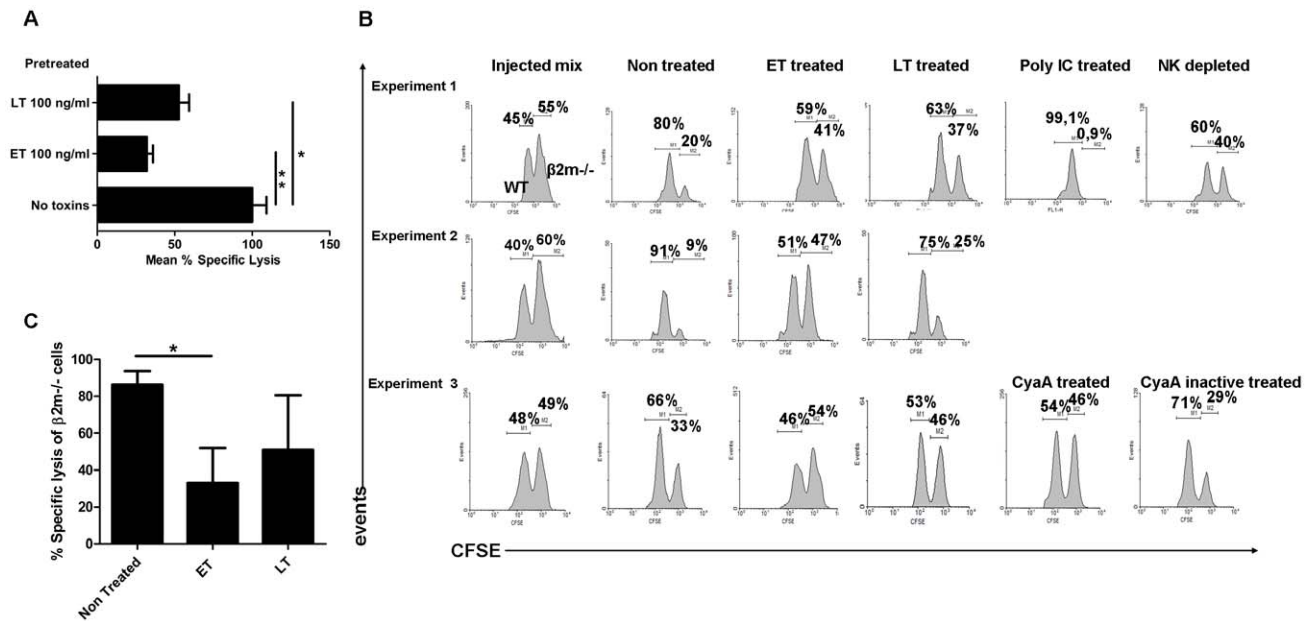 A
Pretreated
LT 100 ng/ml
ET 100 ng/ml
No toxins
*
**
0 50 100 150
Mean % Specific Lysis
B
Injected mix Non treated ET treated LT treated Poly IC treated NK depleted
Experiment 1
45% 55%
WT β2m-/-
80% 20%
59% 41%
63% 37%
99,1% 0,9%
60% 40%
Experiment 2
40% 60%
91% 9%
51% 47%
75% 25%
Experiment 3
CyaA treated CyaA inactive treated
48% 49%
66% 33%
46% 54%
53% 46%
54% 46%
71% 29%
events
CFSE
C
% Specific lysis of β2m-/- cells
100
80
60
40
20
0
*
Non Treated ET LT